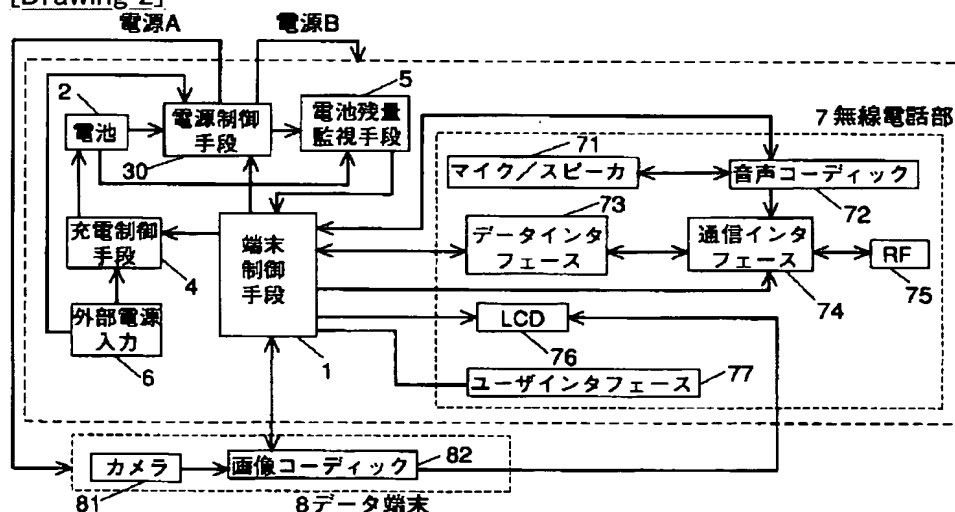 [Drawing 2]
電源A
電源B
2
電池
電源制御
手段
30
5
電池残量
監視手段
7 無線電話部
71
マイク/スピーカ
音声コーディック
72
73
データインタ
フェース
通信インタ
フェース
74
RF
75
充電制御
手段
4
端末
制御
手段
1
外部電源
入力
6
LCD
76
ユーザインタフェース
77
カメラ
81
画像コーディック
82
8データ端末